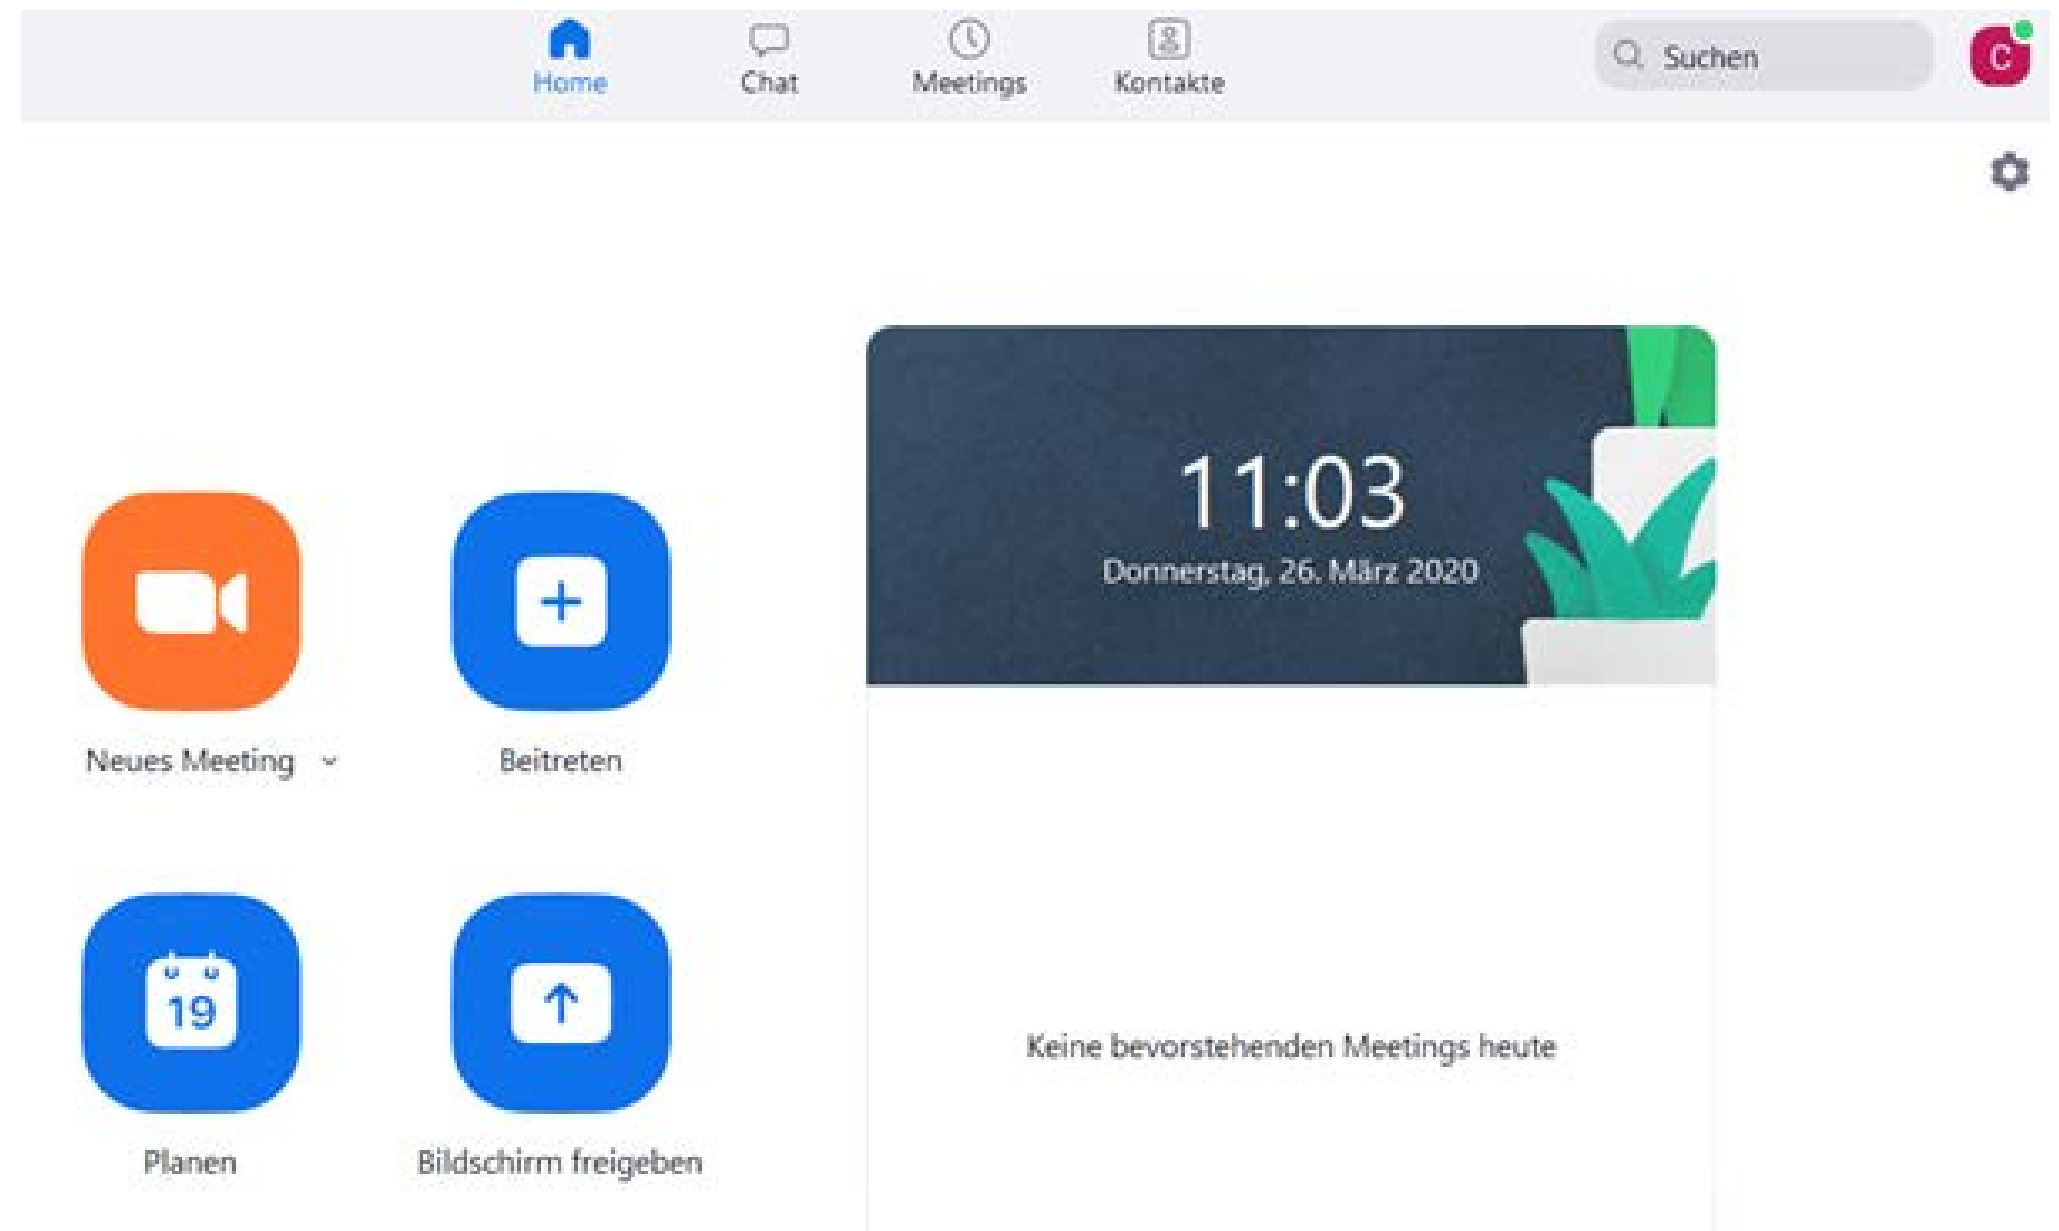 Home
Chat
Meetings
Kontakte
Suchen
C
11:03
Donnerstag, 26. März 2020
Neues Meeting
Beitreten
19
Planen
Bildschirm freigeben
Keine bevorstehenden Meetings heute